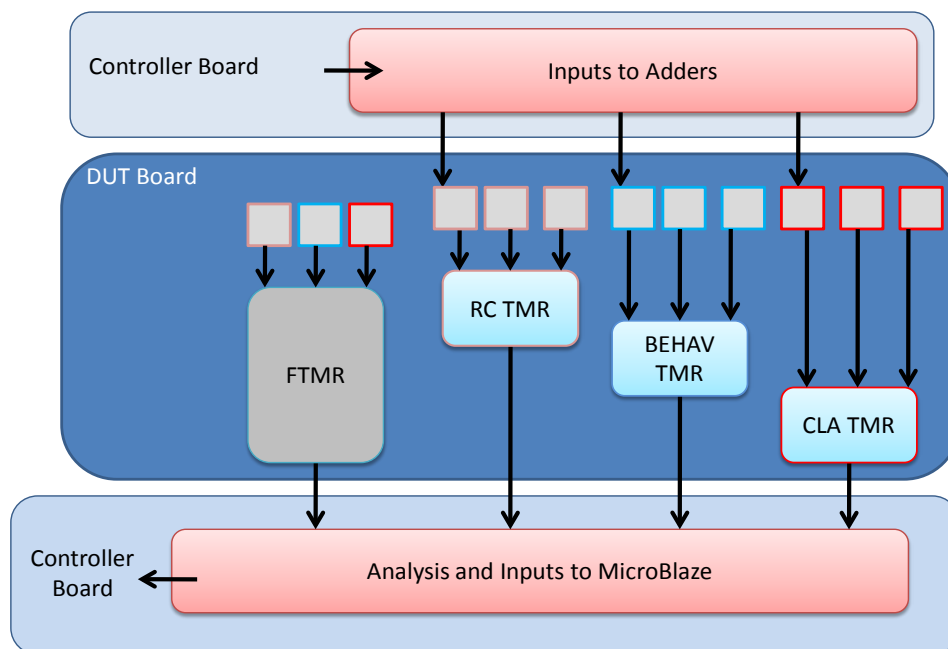 Controller Board
Inputs to Adders
DUT Board
FTMR
RC TMR
BEHAV
TMR
CLA TMR
Controller
Board
Analysis and Inputs to MicroBlaze